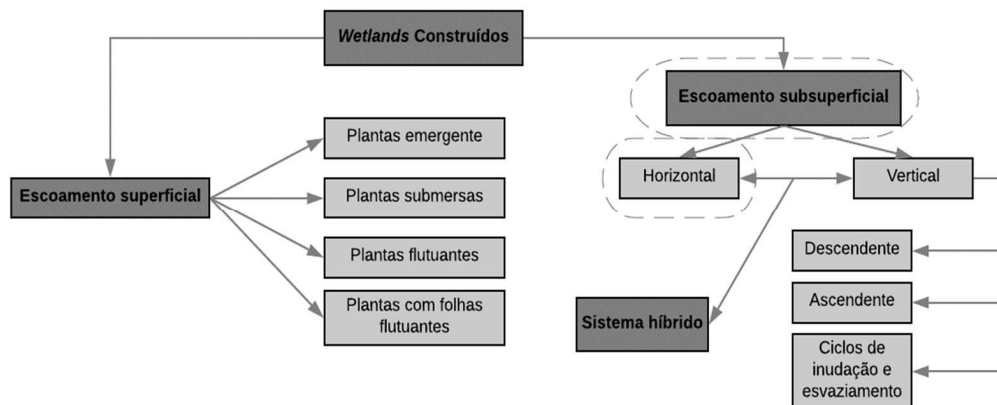 Wetlands Construídos
Escoamento superficial
Plantas emergente
Plantas submersas
Plantas flutuantes
Plantas com folhas
flutuantes
Escoamento subsuperficial
Horizontal
Vertical
Sistema híbrido
Descendente
Ascendente
Ciclos de
inudação e
esvaziamento